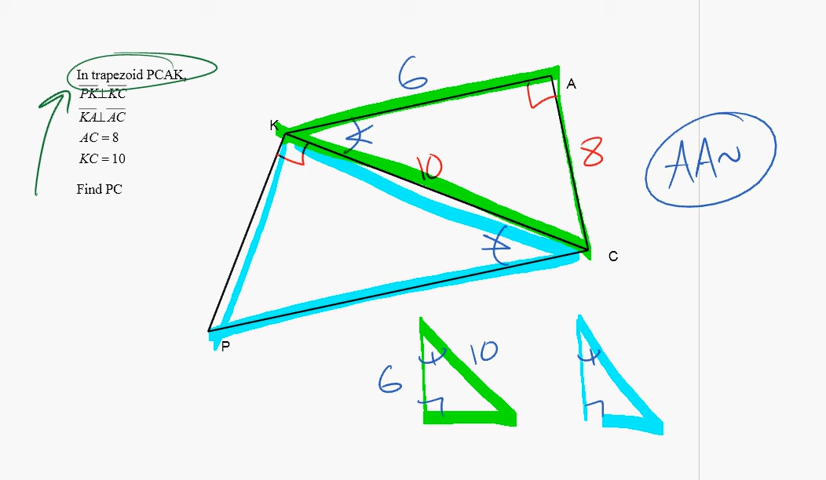 In trapezoid PCAK,
PK⊥KC
KA⊥AC
AC = 8
KC = 10
Find PC
6
A
K
10
8
AA~
C
P
6
10